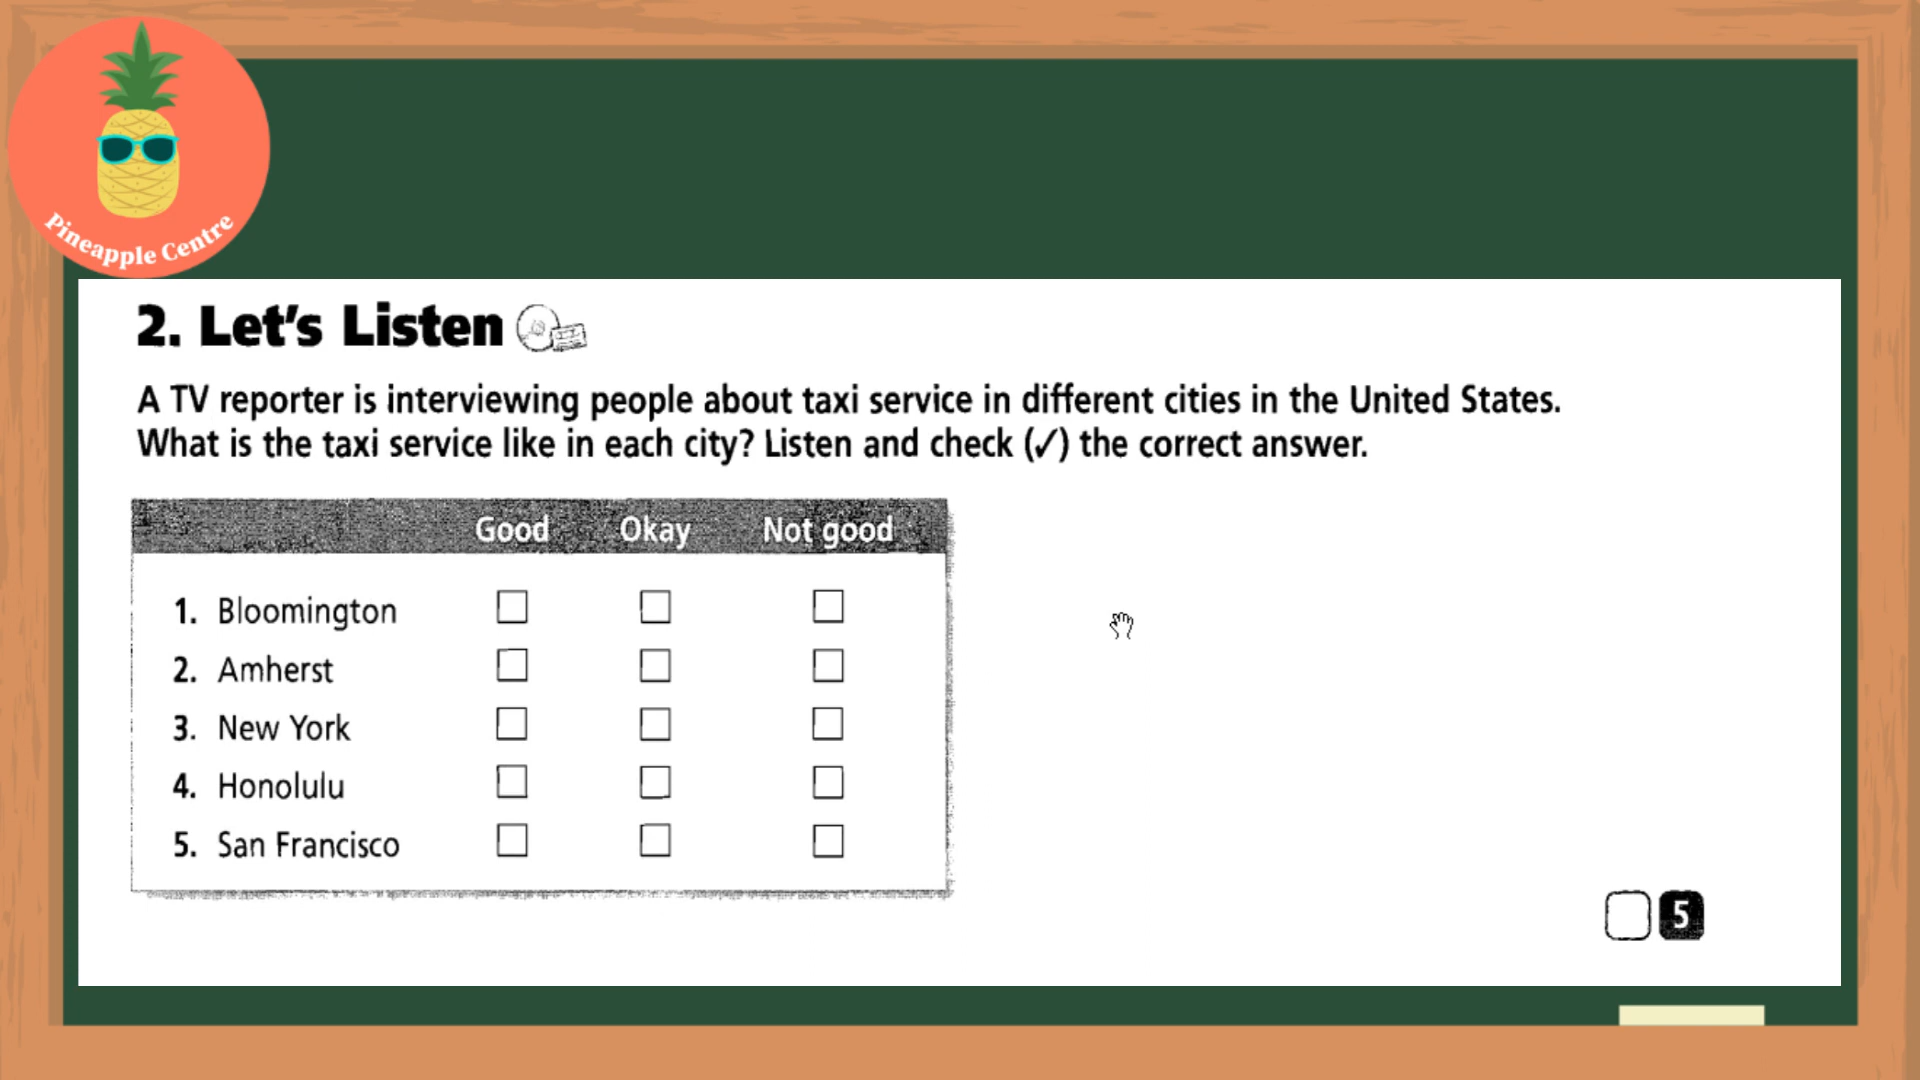 Pineapple Centre
2. Let's Listen
A TV reporter is interviewing people about taxi service in different cities in the United States.
What is the taxi service like in each city? Listen and check (✓) the correct answer.
Good Okay Not good
1. Bloomington
2. Amherst
3. New York
4. Honolulu
5. San Francisco
5